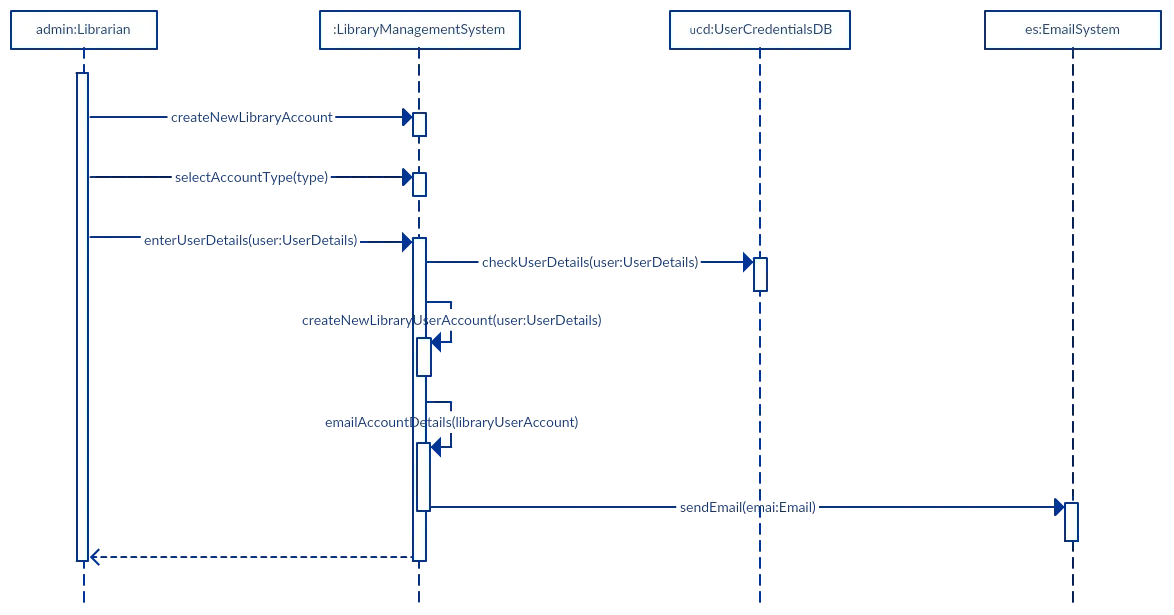 admin:Librarian
:LibraryManagementSystem
ucd:UserCredentialsDB
es:EmailSystem
createNewLibraryAccount
selectAccountType(type)
enterUserDetails(user:UserDetails)
checkUserDetails(user:UserDetails)
createNewLibraryUserAccount(user:UserDetails)
emailAccountDetails(libraryUserAccount)
sendEmail(emai:Email)